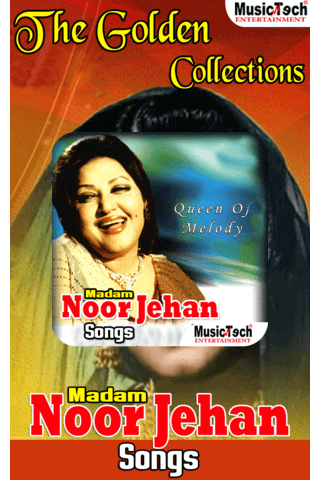 MusicTech
ENTERTAINMENT
The Golden
Collections
Queen Of
Melody
Madam
Noor Jehan
Songs
MusicTech
ENTERTAINMENT
Madam
Noor Jehan
Songs